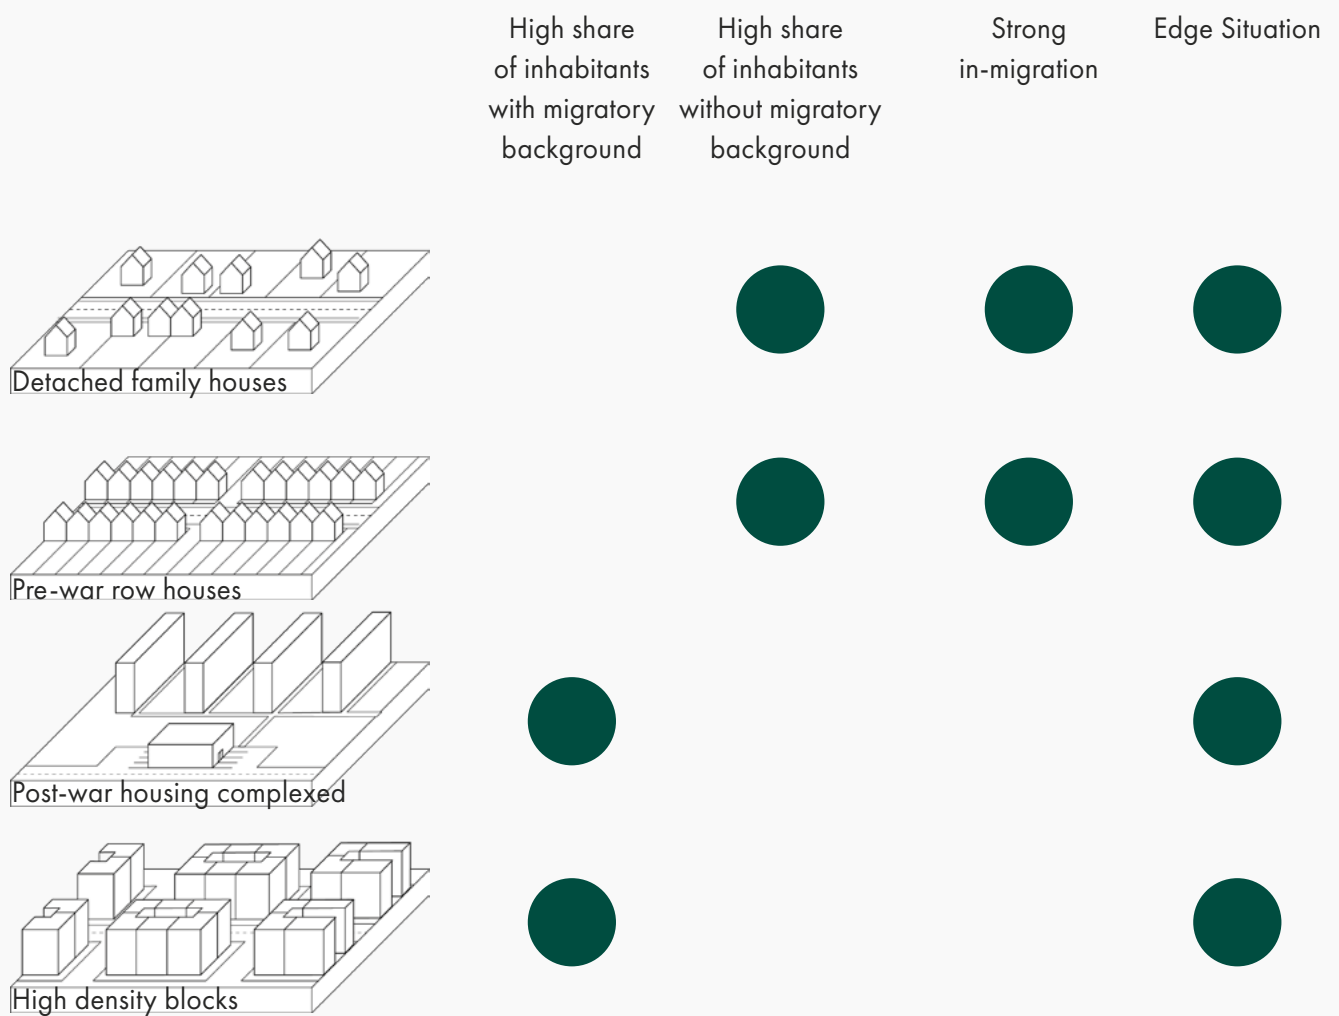 High share
of inhabitants
with migratory
background
High share
of inhabitants
without migratory
background
Strong
in-migration
Edge Situation
Detached family houses
Pre-war row houses
Post-war housing complexed
High density blocks